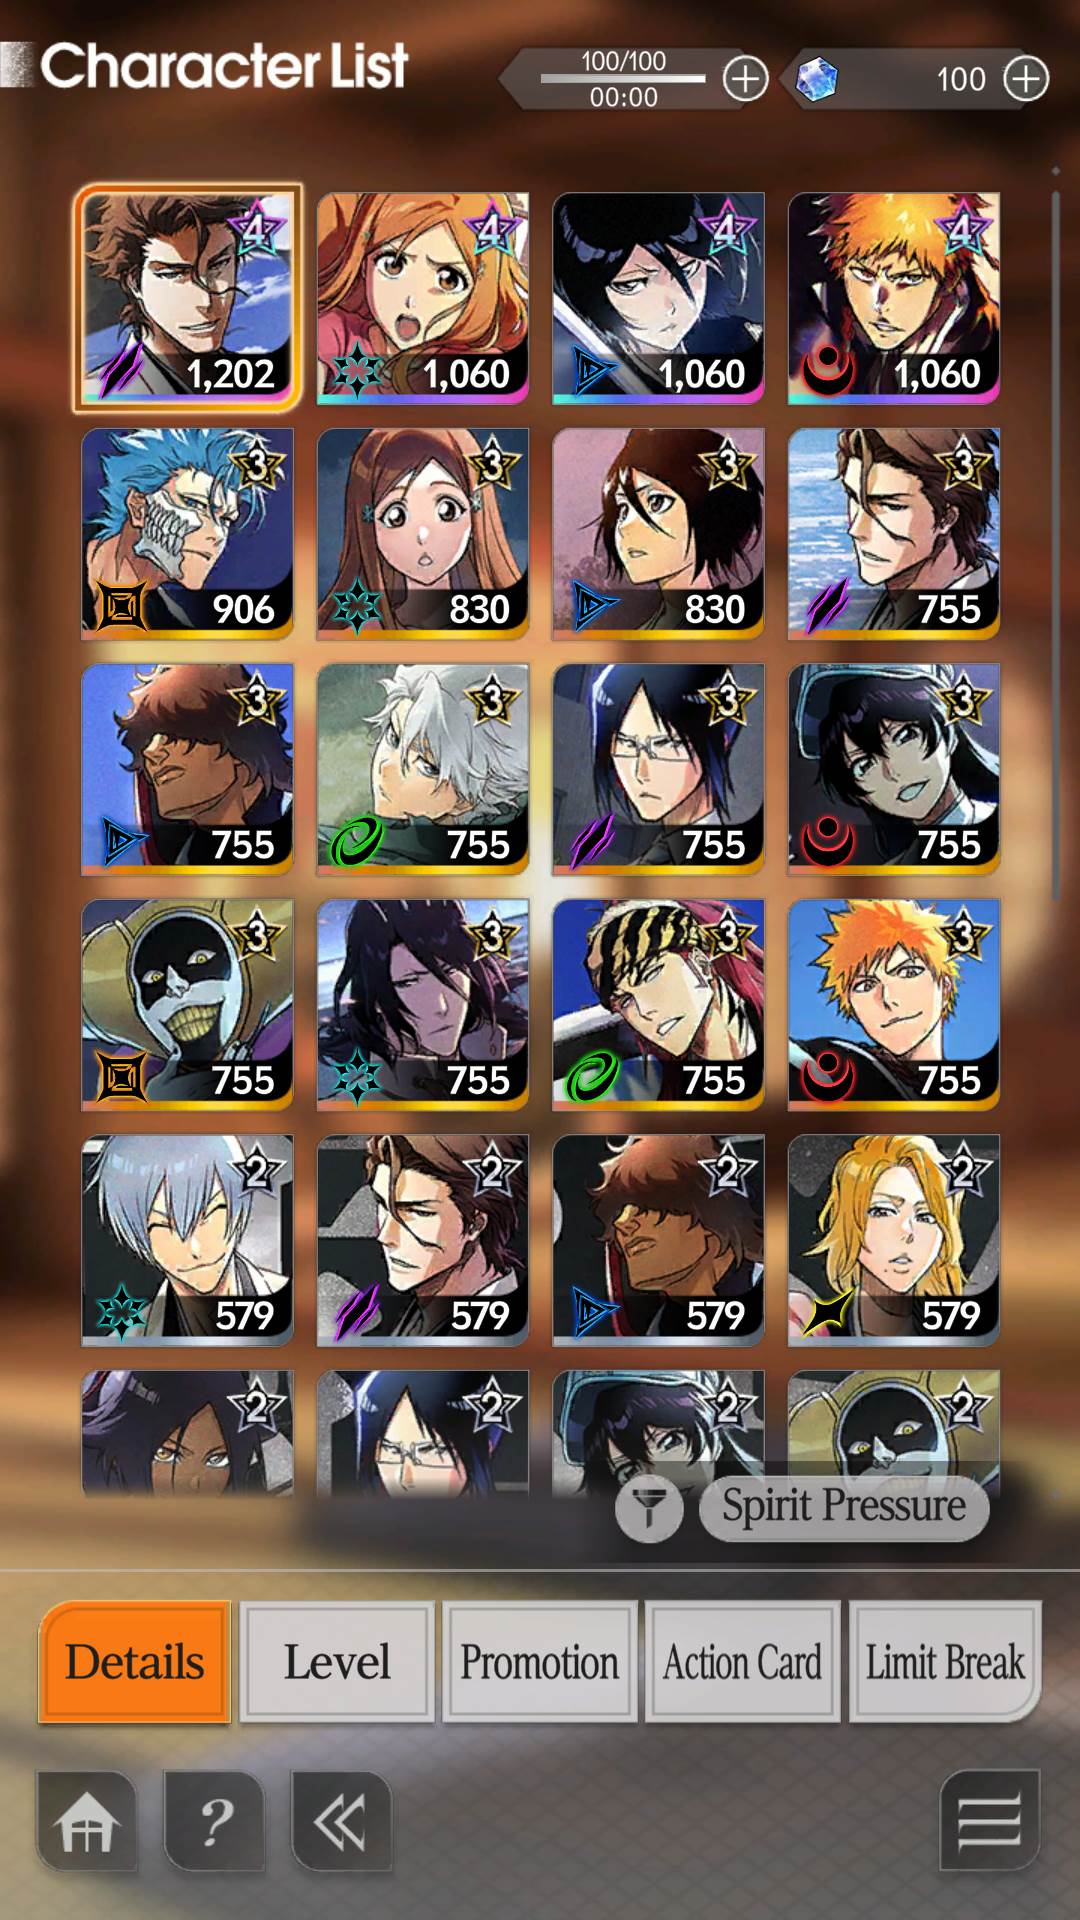 Character List
100/100
00:00
100
4 4 4 4
1,202 1,060 1,060 1,060
3 3 3 3
906 830 830 755
3 3 3 3
755 755 755 755
3 3 3 3
755 755 755 755
2 2 2 2
579 579 579 579
2 2 2 2
Spirit Pressure
Details Level Promotion Action Card Limit Break
?